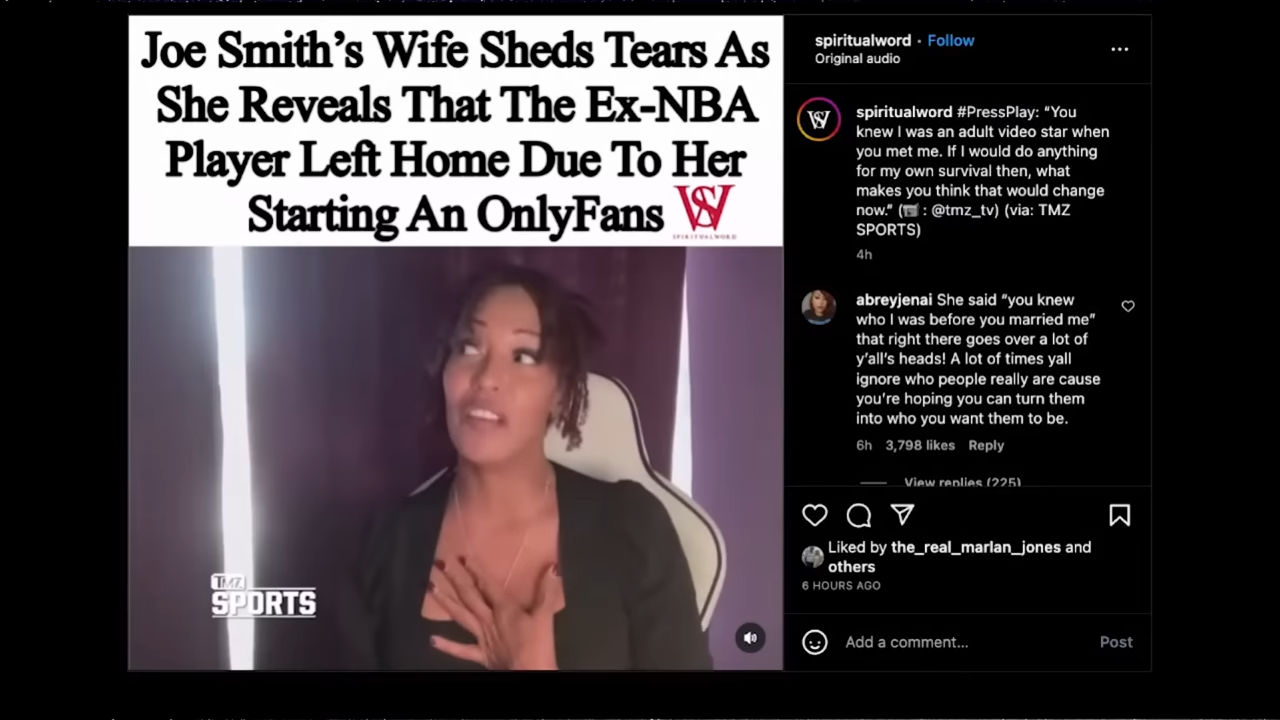 Joe Smith’s Wife Sheds Tears As
She Reveals That The Ex-NBA
Player Left Home Due To Her
Starting An OnlyFans
WS
SPIRITUALWORD
TMZ
SPORTS
spiritualword · Follow
Original audio
WS
spiritualword #PressPlay: “You
knew I was an adult video star when
you met me. If I would do anything
for my own survival then, what
makes you think that would change
now.” (📹 : @tmz_tv) (via: TMZ
SPORTS)
4h
abreyjenai She said “you knew
who I was before you married me”
that right there goes over a lot of
y’all’s heads! A lot of times yall
ignore who people really are cause
you’re hoping you can turn them
into who you want them to be.
6h 3,798 likes Reply
View replies (225)
Liked by the_real_marlan_jones and
others
6 HOURS AGO
Add a comment... Post